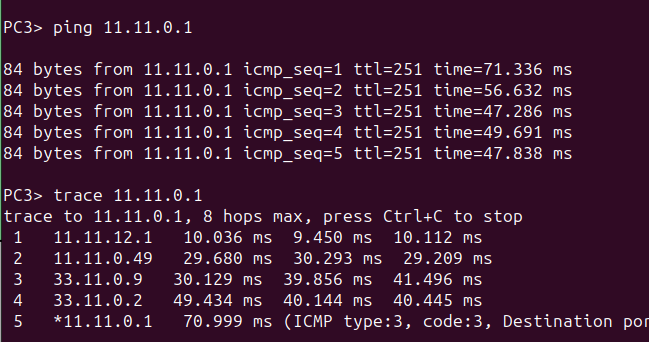 PC3> ping 11.11.0.1
84 bytes from 11.11.0.1 icmp_seq=1 ttl=251 time=71.336 ms
84 bytes from 11.11.0.1 icmp_seq=2 ttl=251 time=56.632 ms
84 bytes from 11.11.0.1 icmp_seq=3 ttl=251 time=47.286 ms
84 bytes from 11.11.0.1 icmp_seq=4 ttl=251 time=49.691 ms
84 bytes from 11.11.0.1 icmp_seq=5 ttl=251 time=47.838 ms
PC3> trace 11.11.0.1
trace to 11.11.0.1, 8 hops max, press Ctrl+C to stop
1 11.11.12.1 10.036 ms 9.450 ms 10.112 ms
2 11.11.0.49 29.680 ms 30.293 ms 29.209 ms
3 33.11.0.9 30.129 ms 39.856 ms 41.496 ms
4 33.11.0.2 49.434 ms 40.144 ms 40.445 ms
5 *11.11.0.1 70.999 ms (ICMP type:3, code:3, Destination por